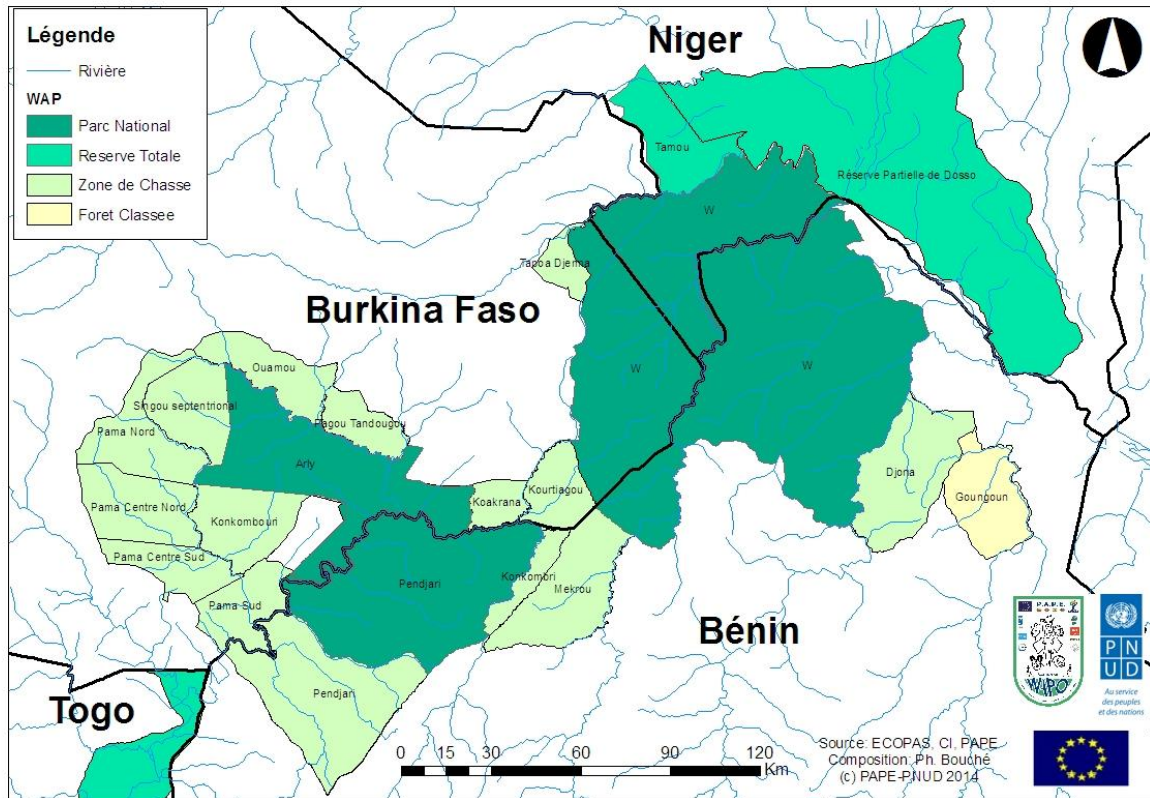 Légende
Rivière
WAP
Parc National
Reserve Totale
Zone de Chasse
Foret Classee
Niger
Tamou
Réserve Partielle de Dosso
W
Tapoa Djerma
Burkina Faso
W
W
Ouamou
Singou septentrional
Pagou Tandougou
Pama Nord
Arly
Djona
Koakrana
Kourtiagou
Goungoun
Pama Centre Nord
Konkombouri
Pama Centre Sud
Pendjari
Konkombri
Mekrou
Pama Sud
Bénin
Pendjari
Togo
P.A.P.E.
WAPO
P N
U D
Au service
des peuples
et des nations
0 15 30 60 90 120
Km
Source: ECOPAS, CI, PAPE
Composition: Ph. Bouché
(c) PAPE-PNUD 2014